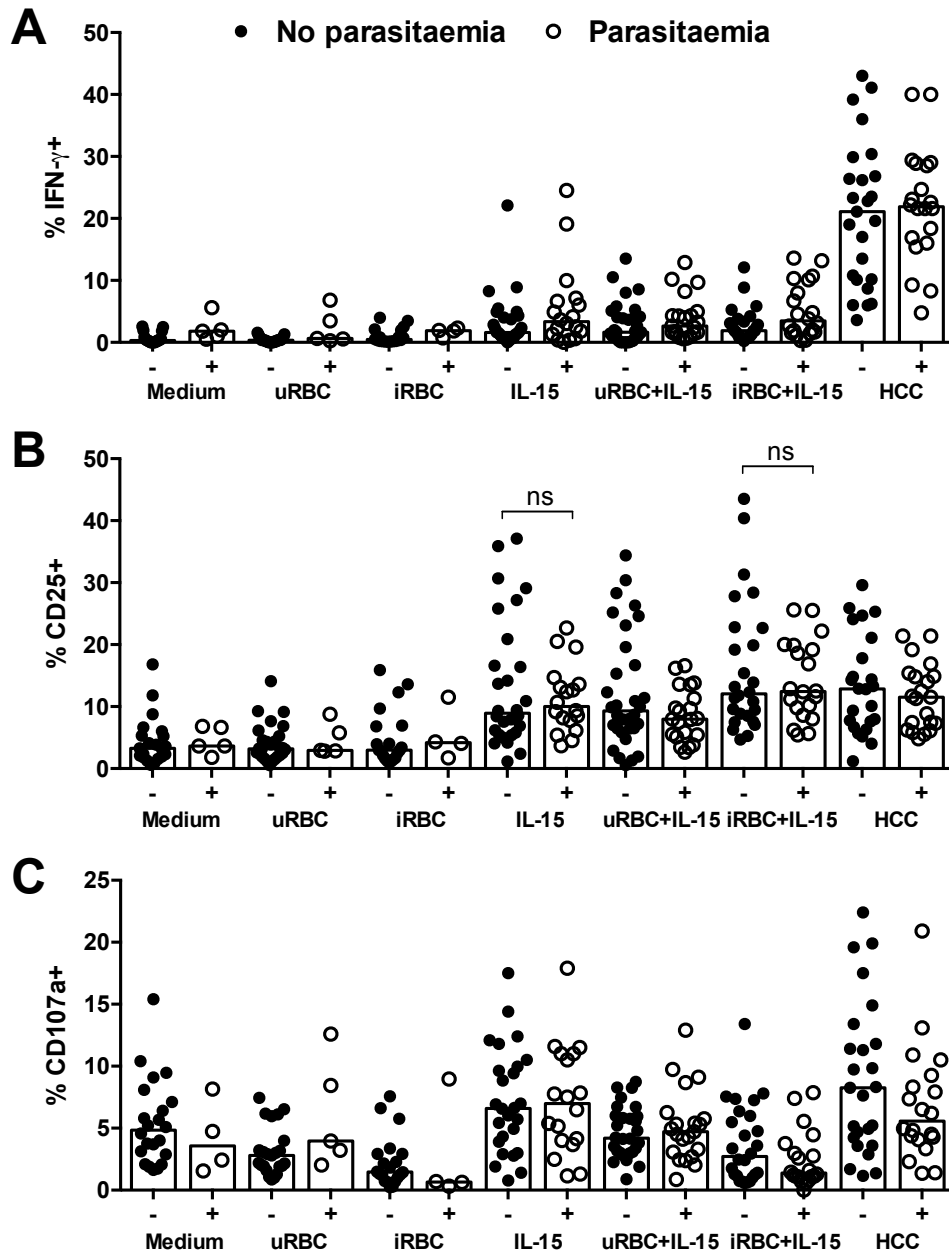 A
No parasitaemia Parasitaemia
% IFN-γ+
50
40
30
20
10
0
- + - + - + - + - + - + - +
Medium uRBC iRBC IL-15 uRBC+IL-15 iRBC+IL-15 HCC
B
% CD25+
50
40
30
20
10
0
ns ns
- + - + - + - + - + - + - +
Medium uRBC iRBC IL-15 uRBC+IL-15 iRBC+IL-15 HCC
C
% CD107a+
25
20
15
10
5
0
- + - + - + - + - + - + - +
Medium uRBC iRBC IL-15 uRBC+IL-15 iRBC+IL-15 HCC